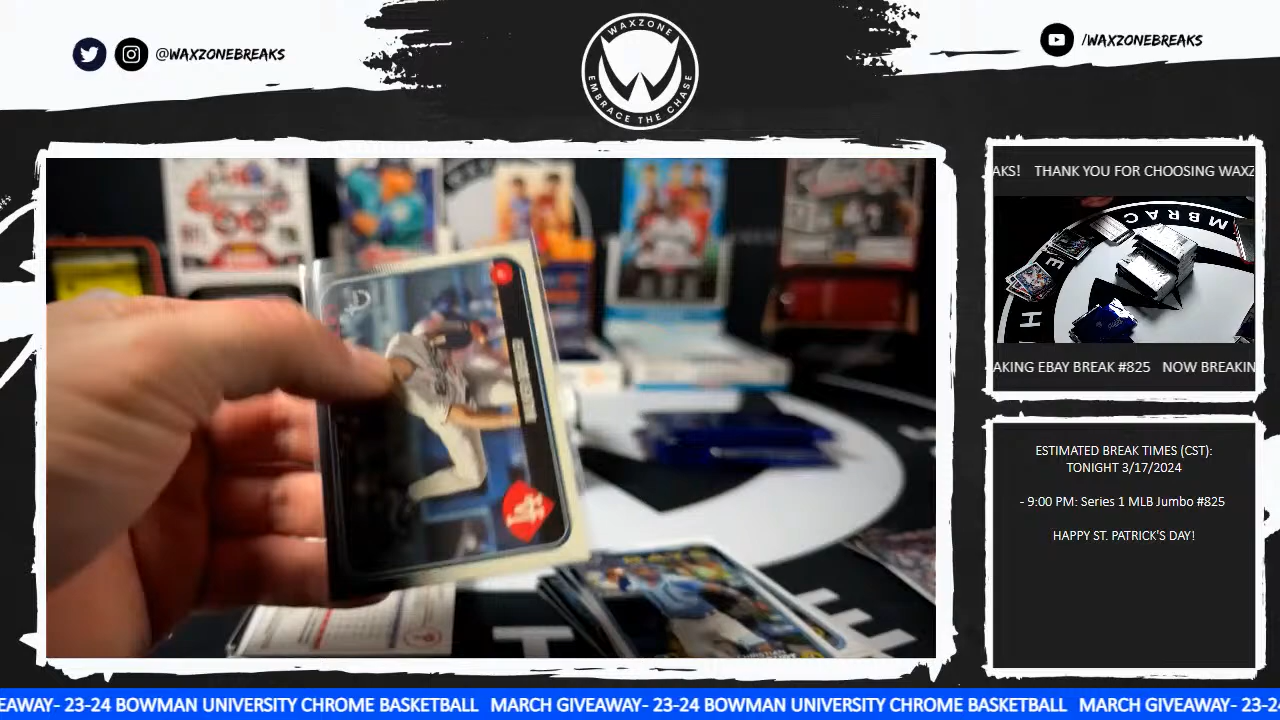 @WAXZONEBREAKS
WAXZONE
EMBRACE THE CHASE
/WAXZONEBREAKS
AKS! THANK YOU FOR CHOOSING WAXZ
EMBRAC
H
E
AKING EBAY BREAK #825 NOW BREAKIN
ESTIMATED BREAK TIMES (CST):
TONIGHT 3/17/2024
- 9:00 PM: Series 1 MLB Jumbo #825
HAPPY ST. PATRICK'S DAY!
H
E
EAWAY- 23-24 BOWMAN UNIVERSITY CHROME BASKETBALL MARCH GIVEAWAY- 23-24 BOWMAN UNIVERSITY CHROME BASKETBALL MARCH GIVEAWAY- 23-2